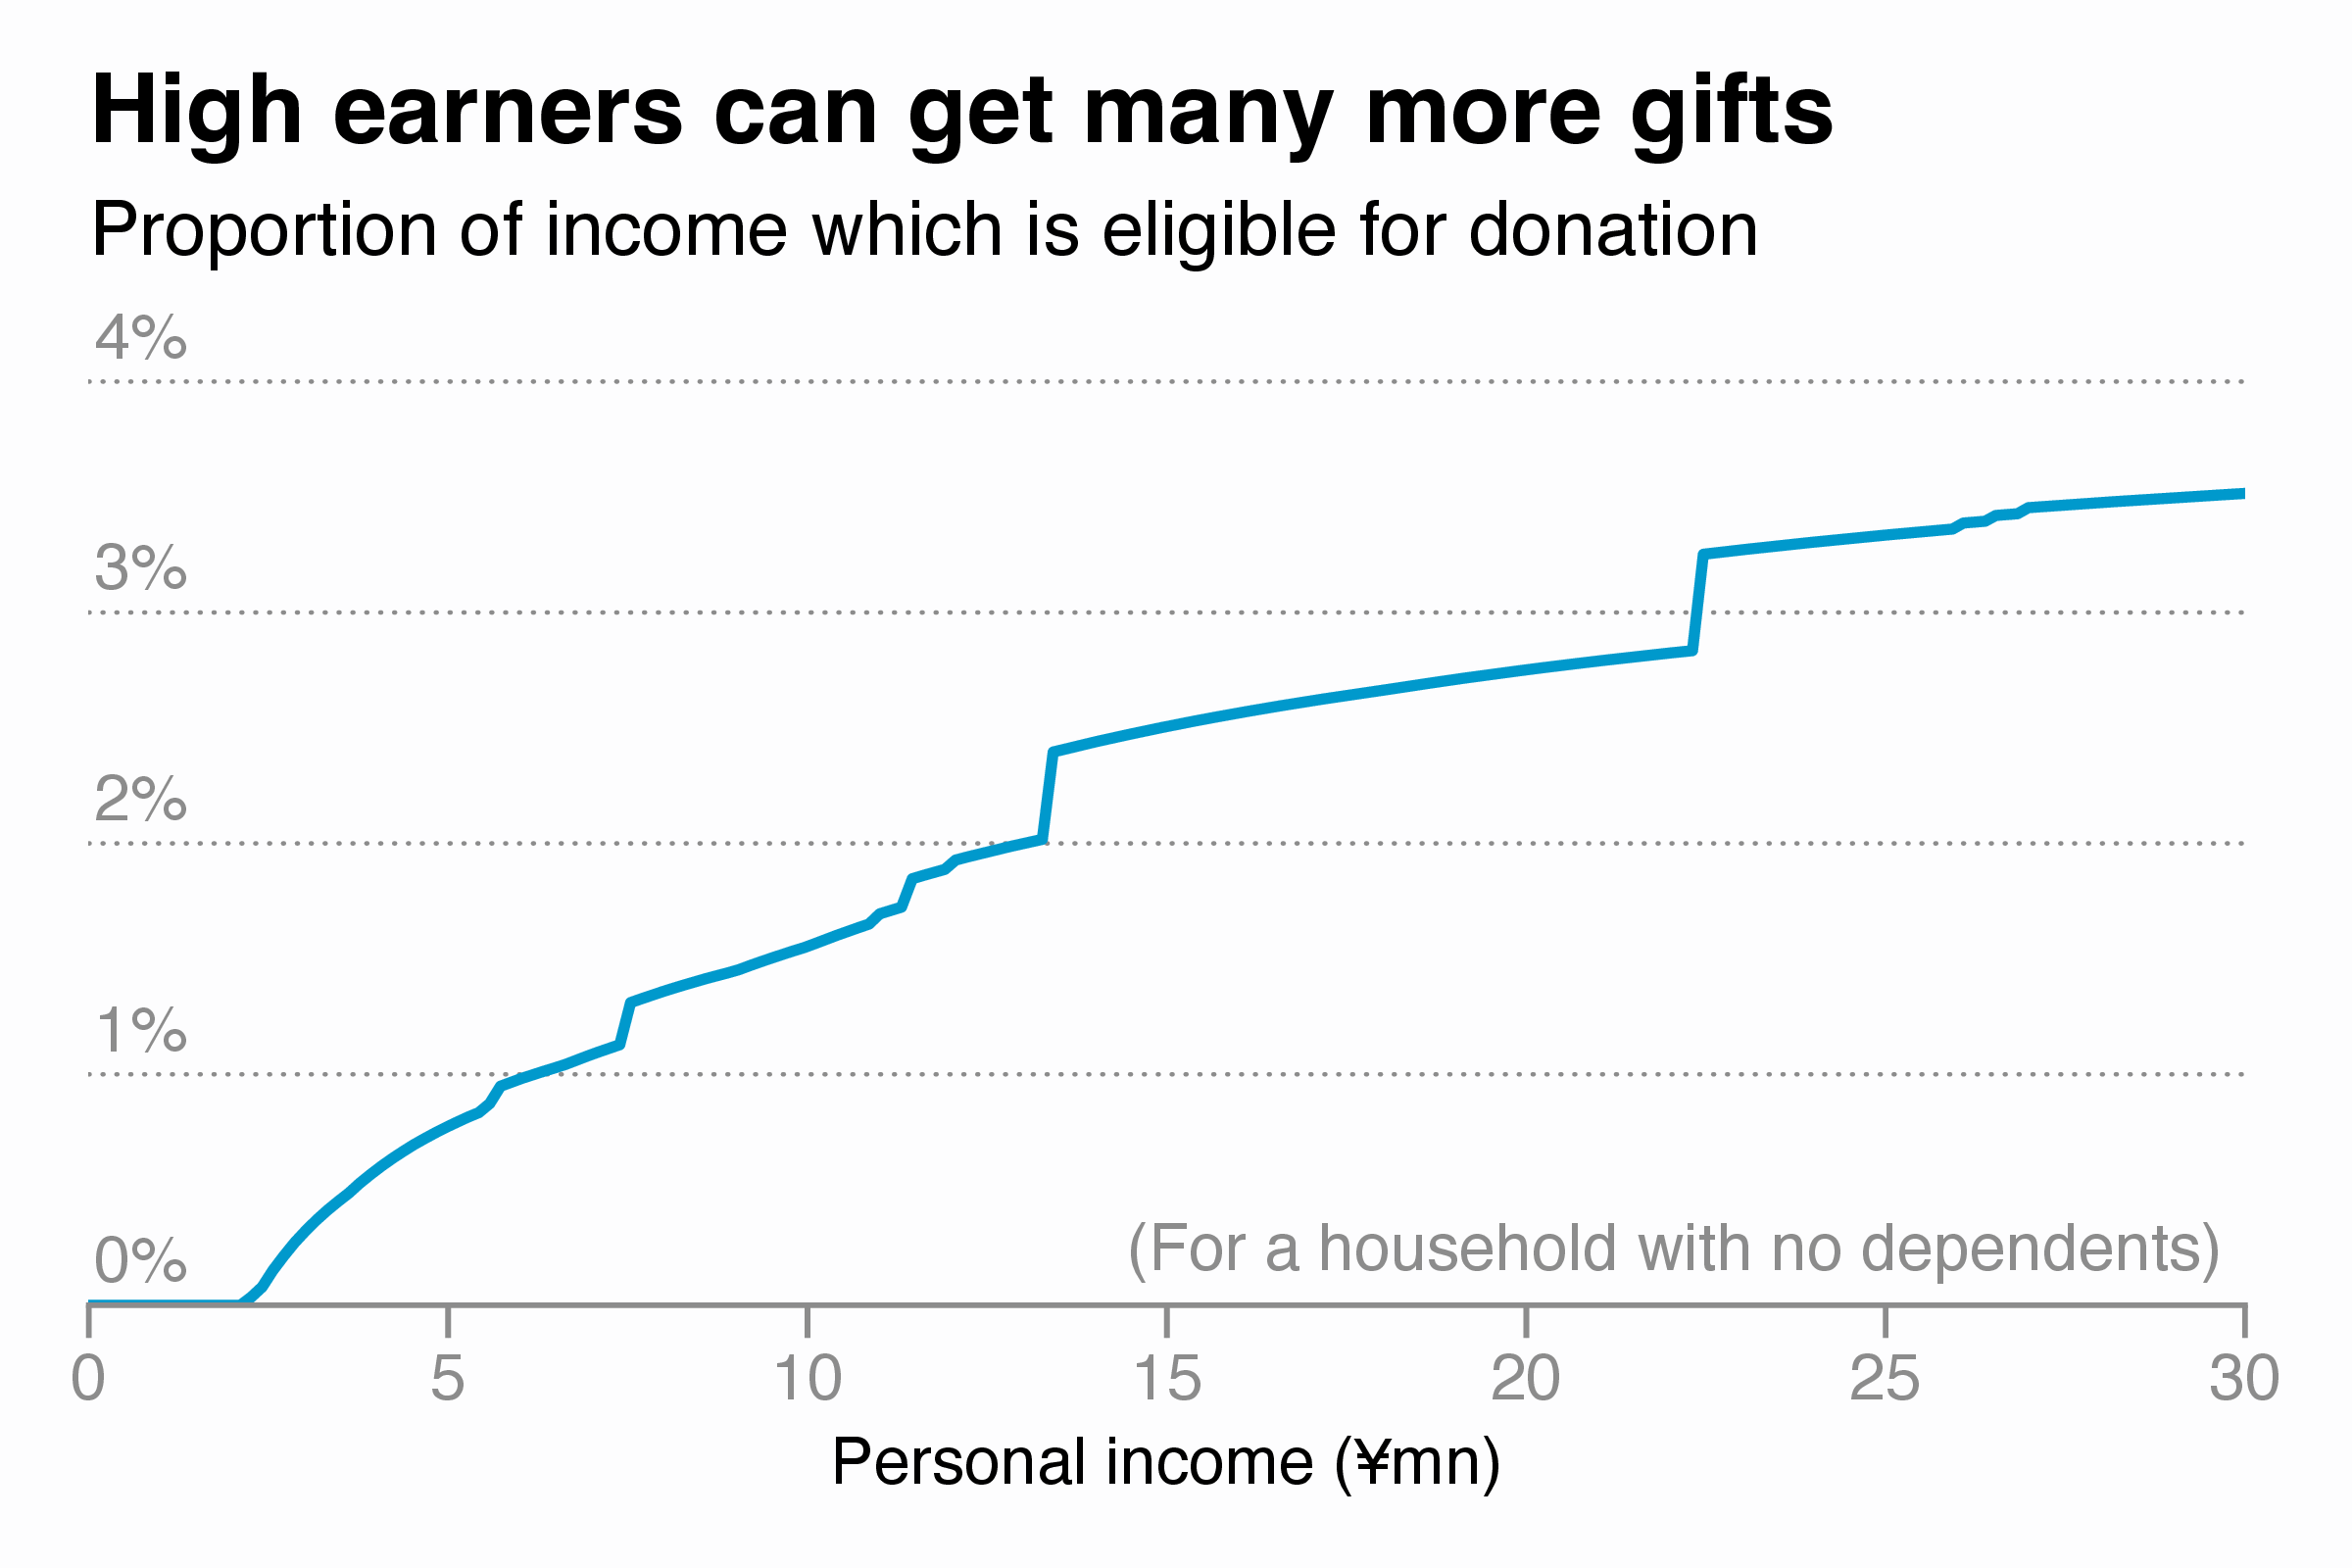 High earners can get many more gifts
Proportion of income which is eligible for donation
4%
3%
2%
1%
0%
(For a household with no dependents)
0 5 10 15 20 25 30
Personal income (¥mn)